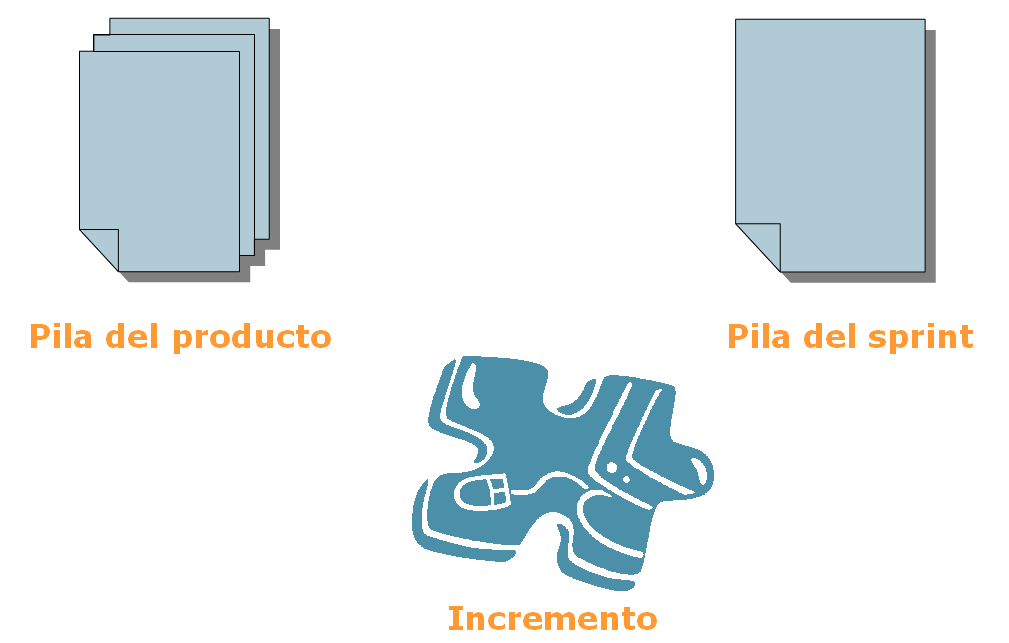 Pila del producto
Pila del sprint
Incremento